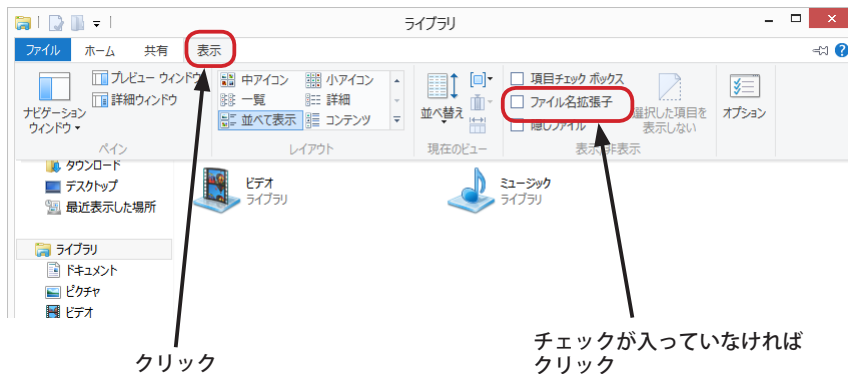 ライブラリ
ファイル ホーム 共有 表示
プレビュー ウィンドウ
詳細ウィンドウ
ナビゲーション
ウィンドウ
ペイン
中アイコン 小アイコン
一覧 詳細
並べて表示 コンテンツ
レイアウト
並べ替え
現在のビュー
項目チェック ボックス
ファイル名拡張子
隠しファイル
選択した項目を
表示しない
表示/非表示
オプション
ダウンロード
デスクトップ
最近表示した場所
ライブラリ
ドキュメント
ピクチャ
ビデオ
ビデオ
ライブラリ
ミュージック
ライブラリ
クリック
チェックが入っていなければ
クリック